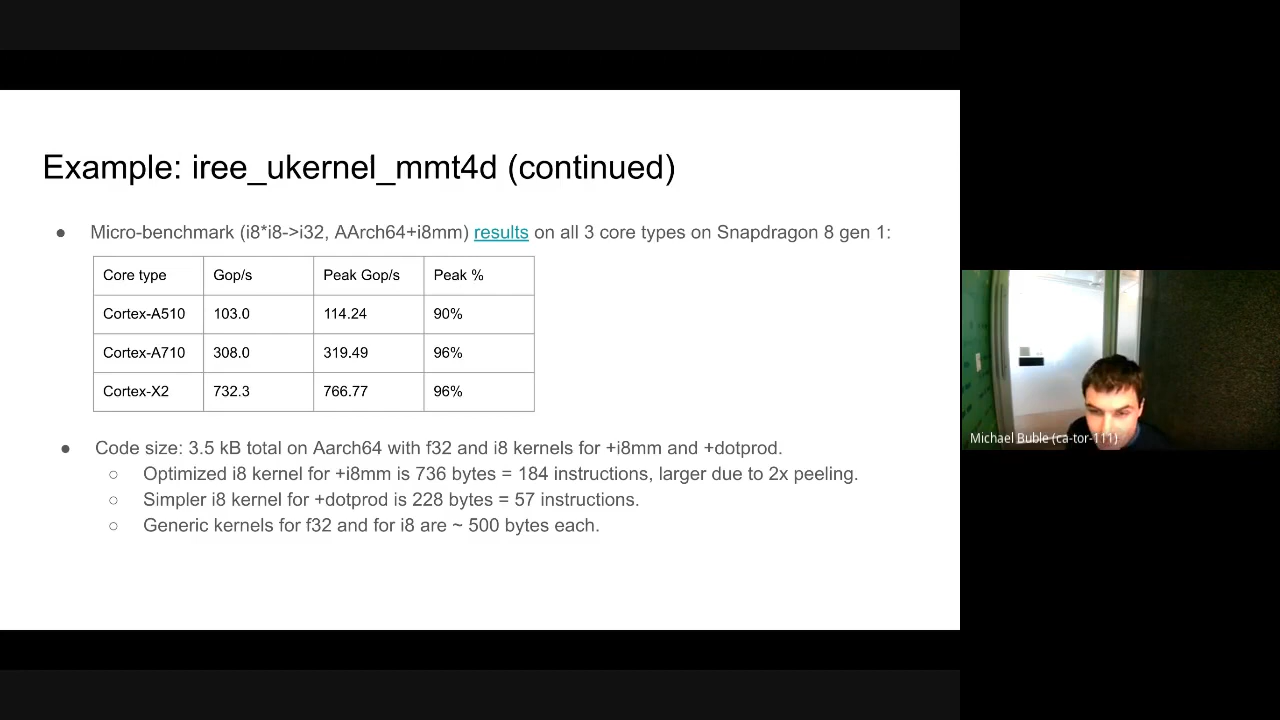 Example: iree_ukernel_mmt4d (continued)
● Micro-benchmark (i8*i8->i32, AArch64+i8mm) results on all 3 core types on Snapdragon 8 gen 1:
Core type Gop/s Peak Gop/s Peak %
Cortex-A510 103.0 114.24 90%
Cortex-A710 308.0 319.49 96%
Cortex-X2 732.3 766.77 96%
● Code size: 3.5 kB total on Aarch64 with f32 and i8 kernels for +i8mm and +dotprod.
○ Optimized i8 kernel for +i8mm is 736 bytes = 184 instructions, larger due to 2x peeling.
○ Simpler i8 kernel for +dotprod is 228 bytes = 57 instructions.
○ Generic kernels for f32 and for i8 are ~ 500 bytes each.
Michael Buble (ca-tor-111)